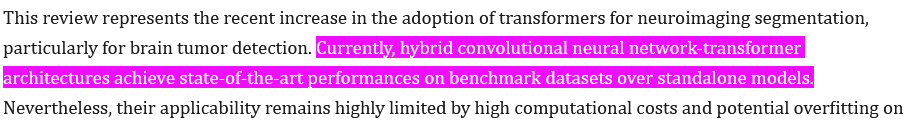 This review represents the recent increase in the adoption of transformers for neuroimaging segmentation,
particularly for brain tumor detection. Currently, hybrid convolutional neural network-transformer
architectures achieve state-of-the-art performances on benchmark datasets over standalone models.
Nevertheless, their applicability remains highly limited by high computational costs and potential overfitting on